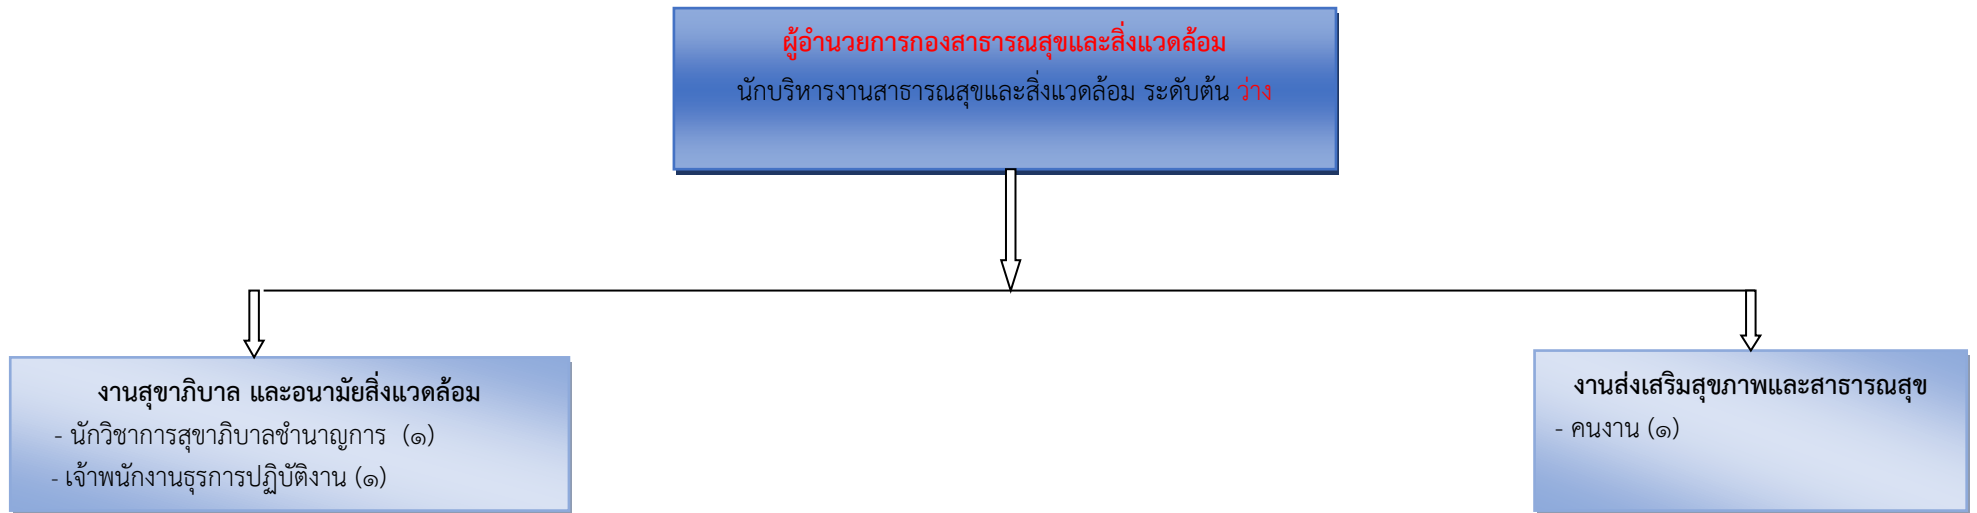 ผู้อำนวยการกองสาธารณสุขและสิ่งแวดล้อม
นักบริหารงานสาธารณสุขและสิ่งแวดล้อม ระดับต้น ว่าง
งานสุขาภิบาล และอนามัยสิ่งแวดล้อม
- นักวิชาการสุขาภิบาลชำนาญการ (๑)
- เจ้าพนักงานธุรการปฏิบัติงาน (๑)
งานส่งเสริมสุขภาพและสาธารณสุข
- คนงาน (๑)